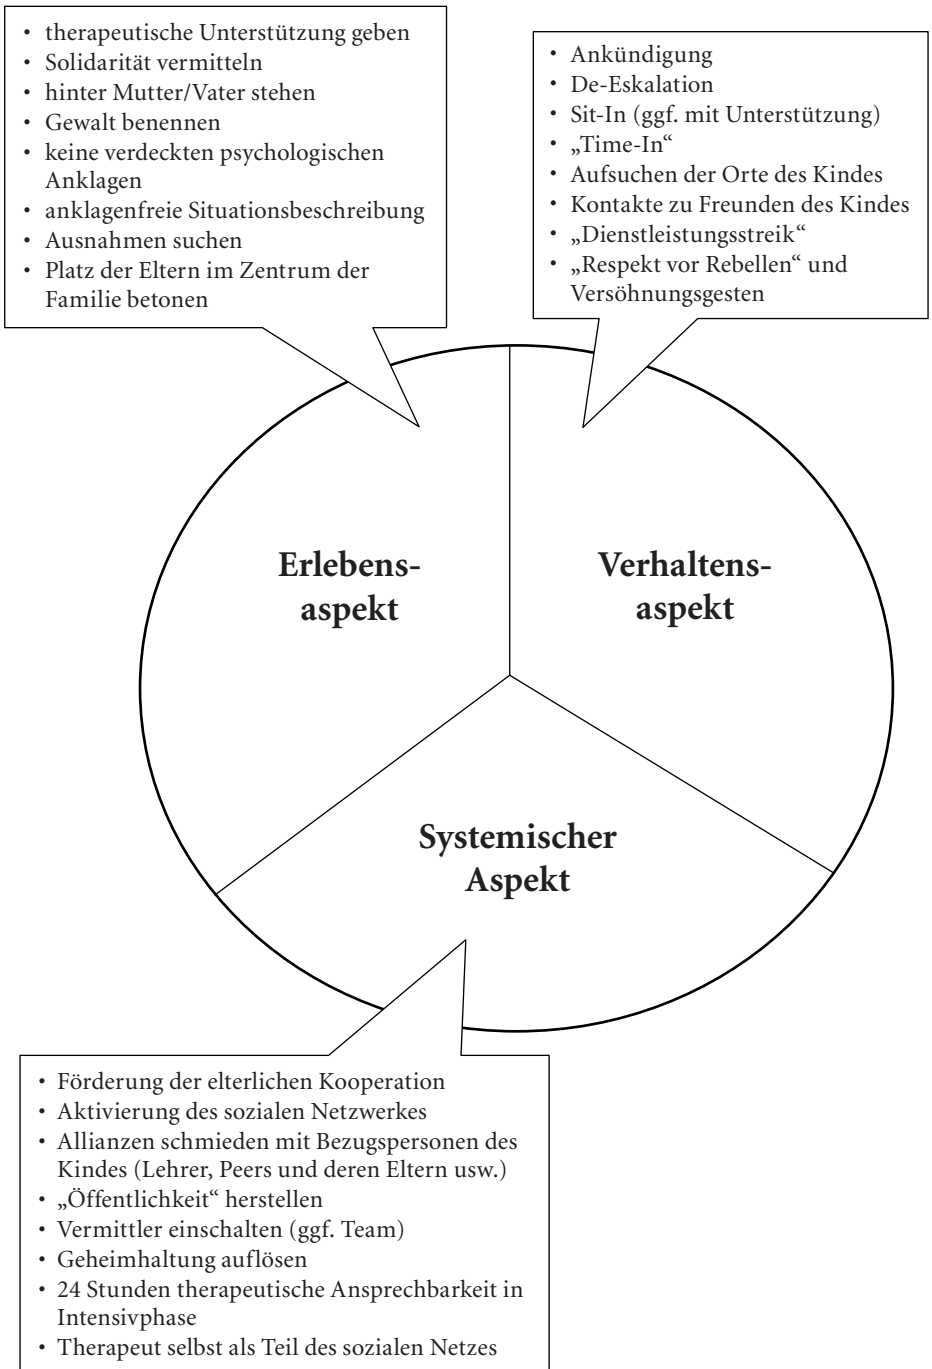 • therapeutische Unterstützung geben
• Solidarität vermitteln
• hinter Mutter/Vater stehen
• Gewalt benennen
• keine verdeckten psychologischen
Anklagen
• anklagenfreie Situationsbeschreibung
• Ausnahmen suchen
• Platz der Eltern im Zentrum der
Familie betonen
• Ankündigung
• De-Eskalation
• Sit-In (ggf. mit Unterstützung)
• „Time-In“
• Aufsuchen der Orte des Kindes
• Kontakte zu Freunden des Kindes
• „Dienstleistungsstreik“
• „Respekt vor Rebellen“ und
Versöhnungsgesten
Erlebens-
aspekt
Verhaltens-
aspekt
Systemischer
Aspekt
• Förderung der elterlichen Kooperation
• Aktivierung des sozialen Netzwerkes
• Allianzen schmieden mit Bezugspersonen des
Kindes (Lehrer, Peers und deren Eltern usw.)
• „Öffentlichkeit“ herstellen
• Vermittler einschalten (ggf. Team)
• Geheimhaltung auflösen
• 24 Stunden therapeutische Ansprechbarkeit in
Intensivphase
• Therapeut selbst als Teil des sozialen Netzes